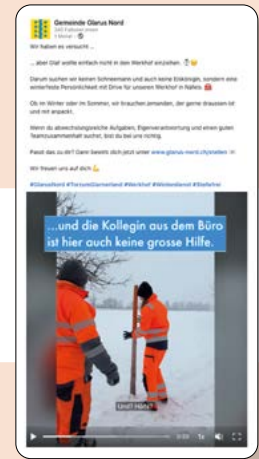 Gemeinde Glarus Nord
1 Monat
Wir haben es versucht ...
... aber Olaf wollte einfach nicht in den Werkhof einziehen.
Darum suchen wir keinen Schneemann und auch keine Eiskönigin, sondern eine
winterfeste Persönlichkeit mit Drive für unseren Werkhof in Näfels.
Ob im Winter oder im Sommer, wir brauchen jemanden, der gerne draussen ist
und mit anpackt.
Wenn du abwechslungsreiche Aufgaben, Eigenverantwortung und einen guten
Teamzusammenhalt suchst, bist du bei uns richtig.
Passt das zu dir? Dann bewirb dich jetzt unter www.glarus-nord.ch/stellen
Wir freuen uns auf dich
#GlarusNord #TorzumGlarnerland #Werkhof #Winterdienst #Stellefrei
...und die Kollegin aus dem Büro
ist hier auch keine grosse Hilfe.
1x